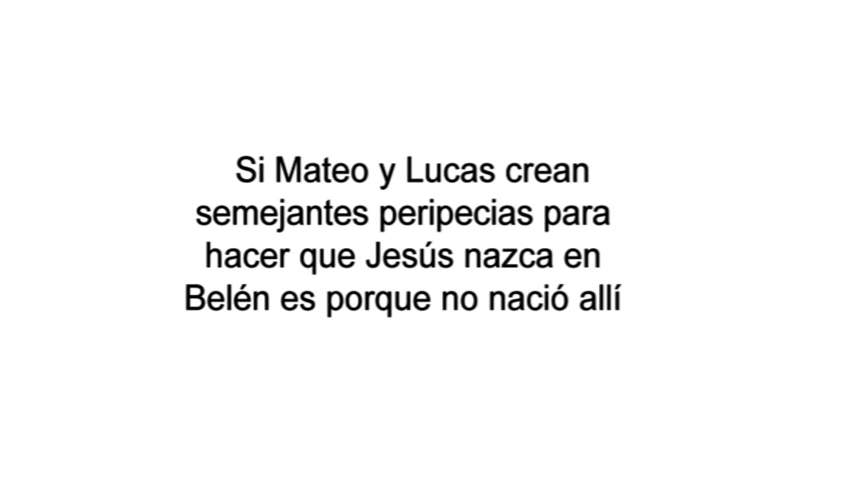 Si Mateo y Lucas crean
semejantes peripecias para
hacer que Jesús nazca en
Belén es porque no nació allí